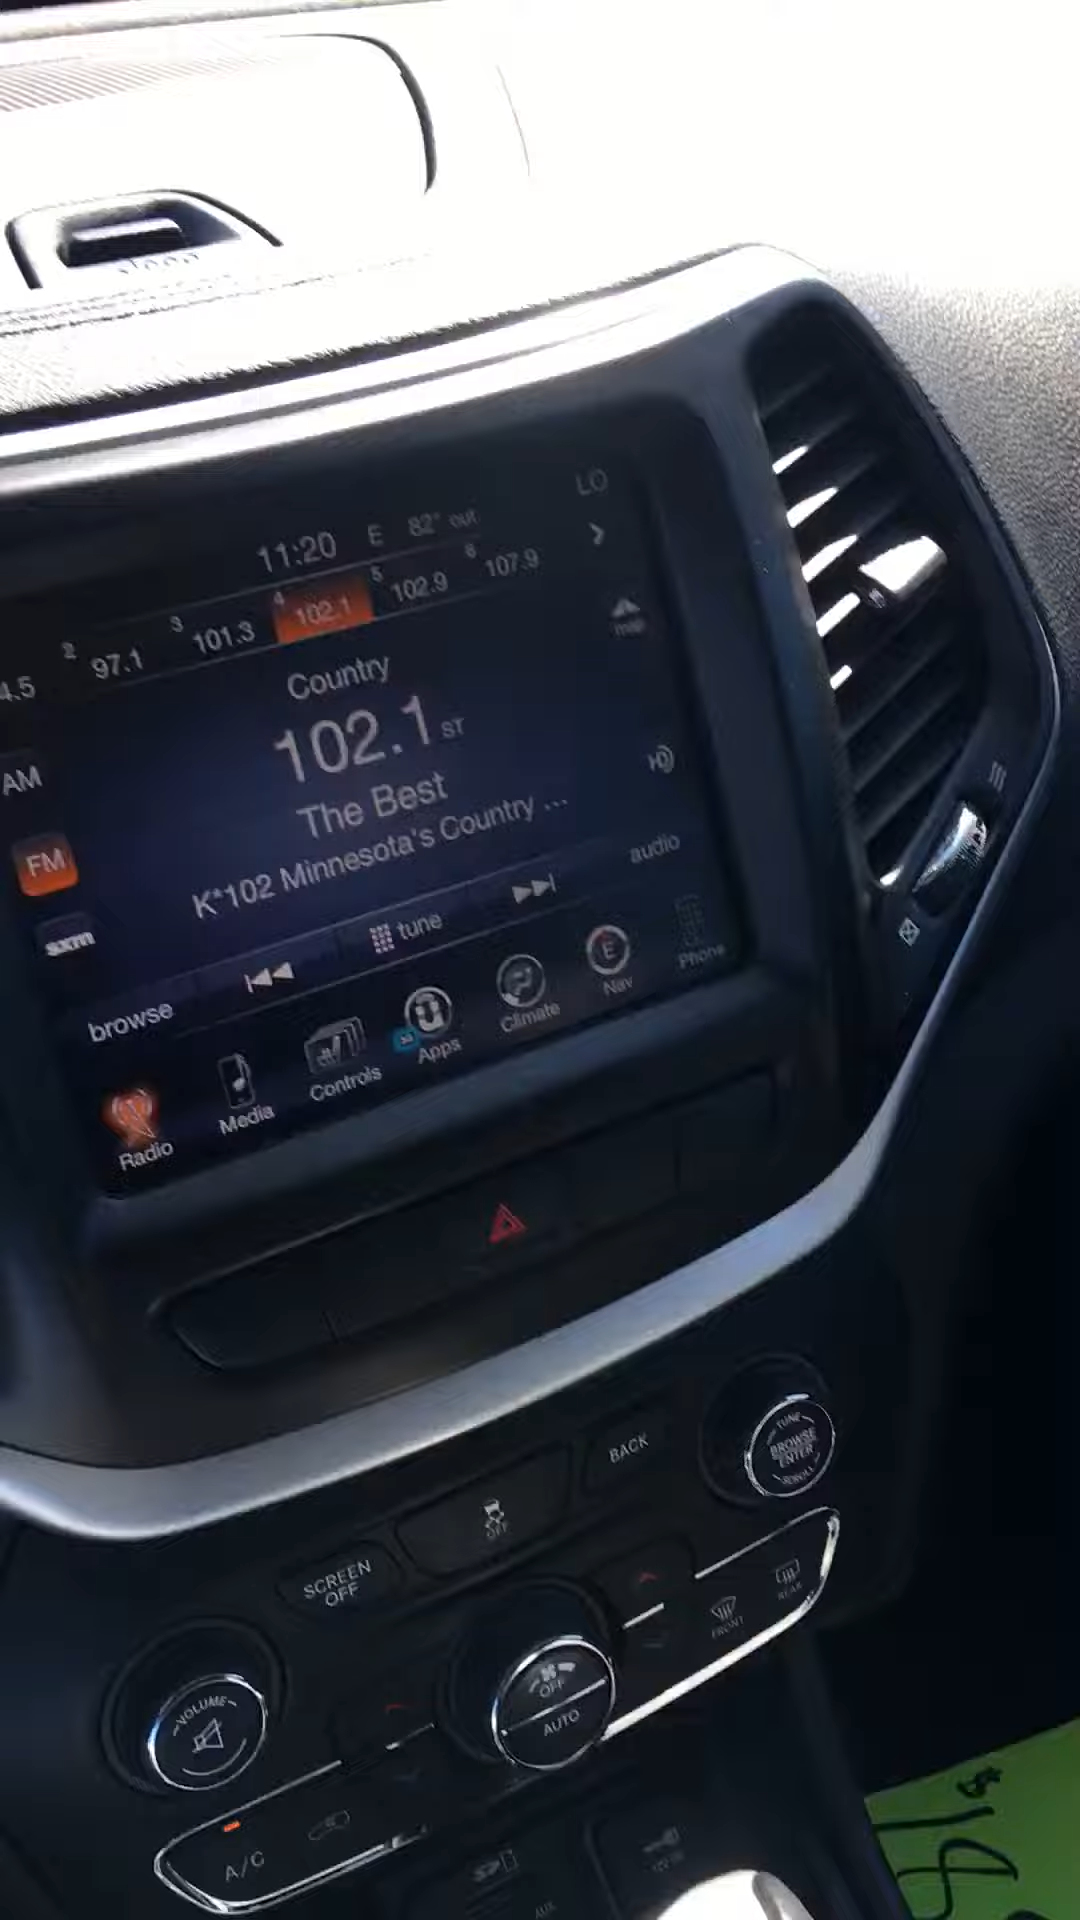 11:20 E 82° out LO
4.5 2 97.1 3 101.3 4 102.1 5 102.9 6 107.9
map
Country
102.1 ST
AM
The Best
FM
K*102 Minnesota's Country ...
audio
sxm
tune
browse
Radio Media Controls Apps Climate E Nav Phone
BACK
TUNE
BROWSE
ENTER
SCROLL
OFF
SCREEN
OFF
FRONT
REAR
VOLUME
OFF
AUTO
A/C
AUX
$18